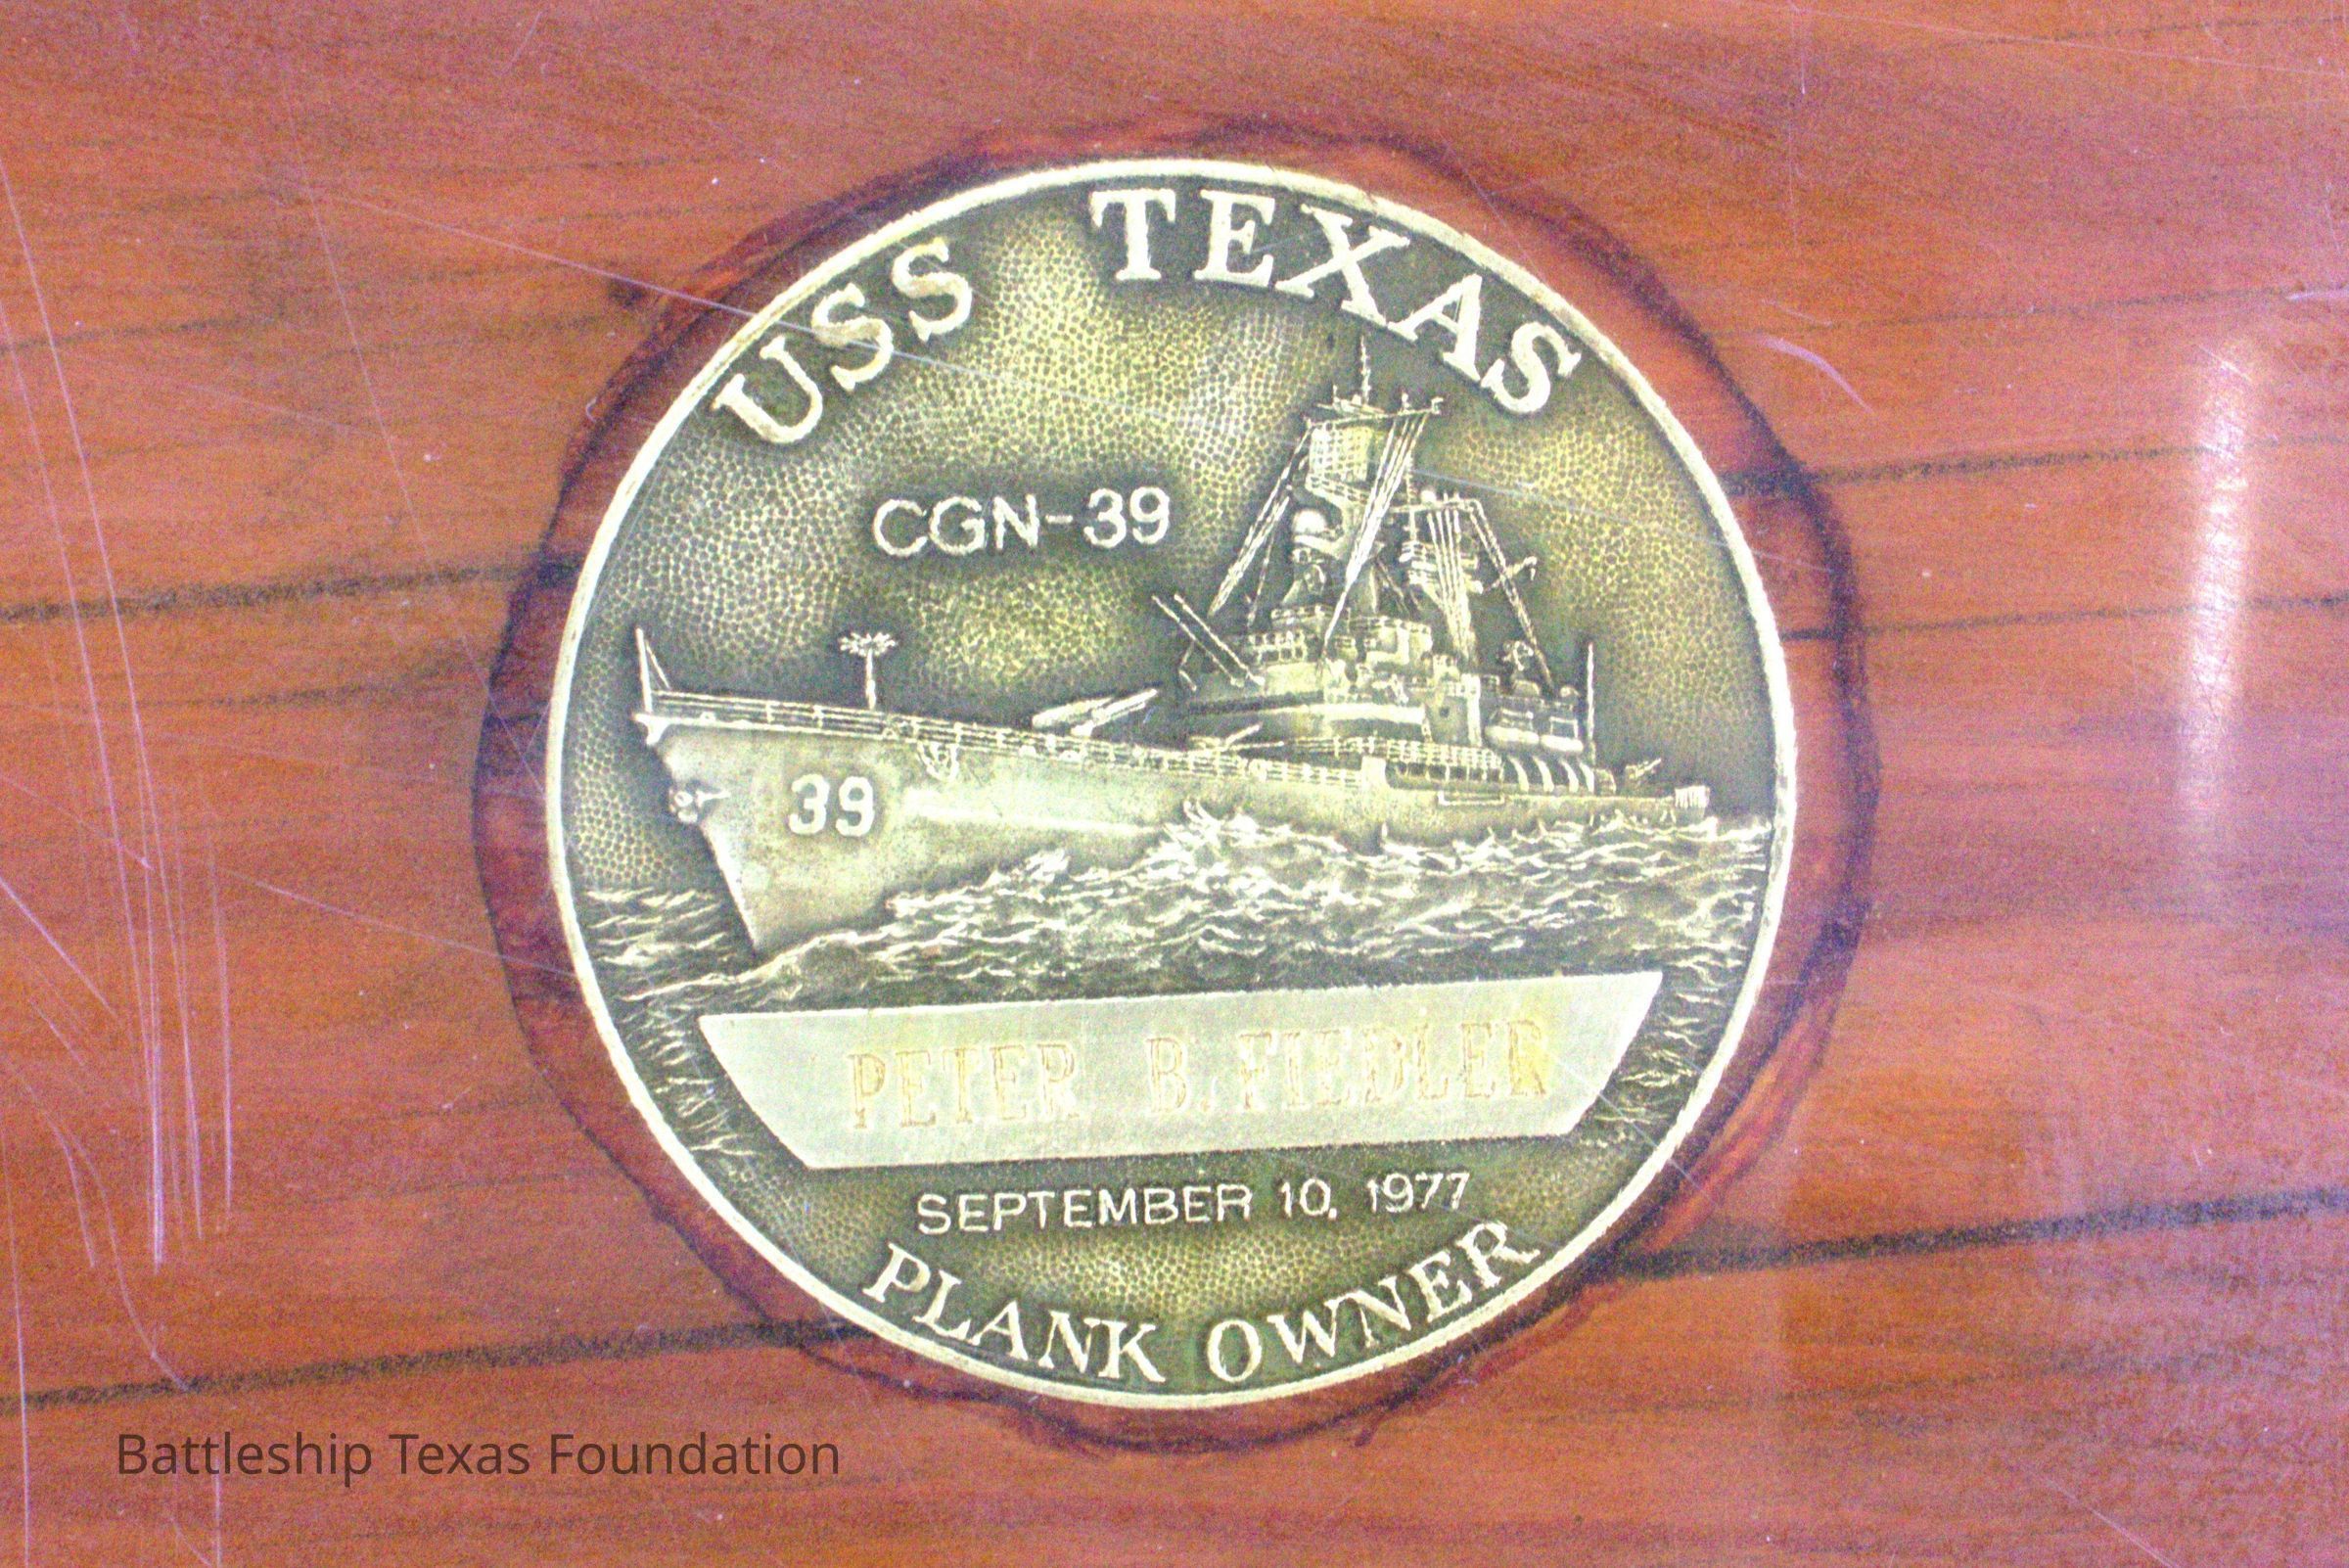 USS TEXAS
CGN-39
39
PETER B. FIEDLER
SEPTEMBER 10, 1977
PLANK OWNER
Battleship Texas Foundation